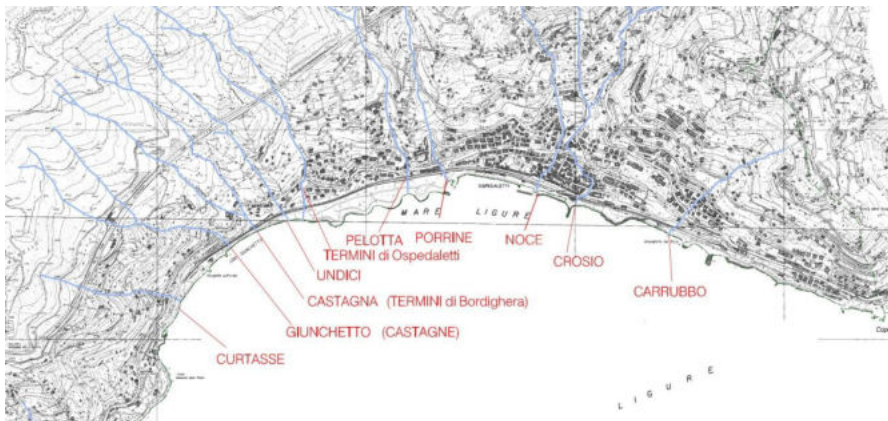 OSPEDALETTI
MARE LIGURE
PELOTTA
PORRINE
NOCE
TERMINI di Ospedaletti
CROSIO
UNDICI
CARRUBBO
CASTAGNA (TERMINI di Bordighera)
GIUNCHETTO (CASTAGNE)
CURTASSE
LIGURE